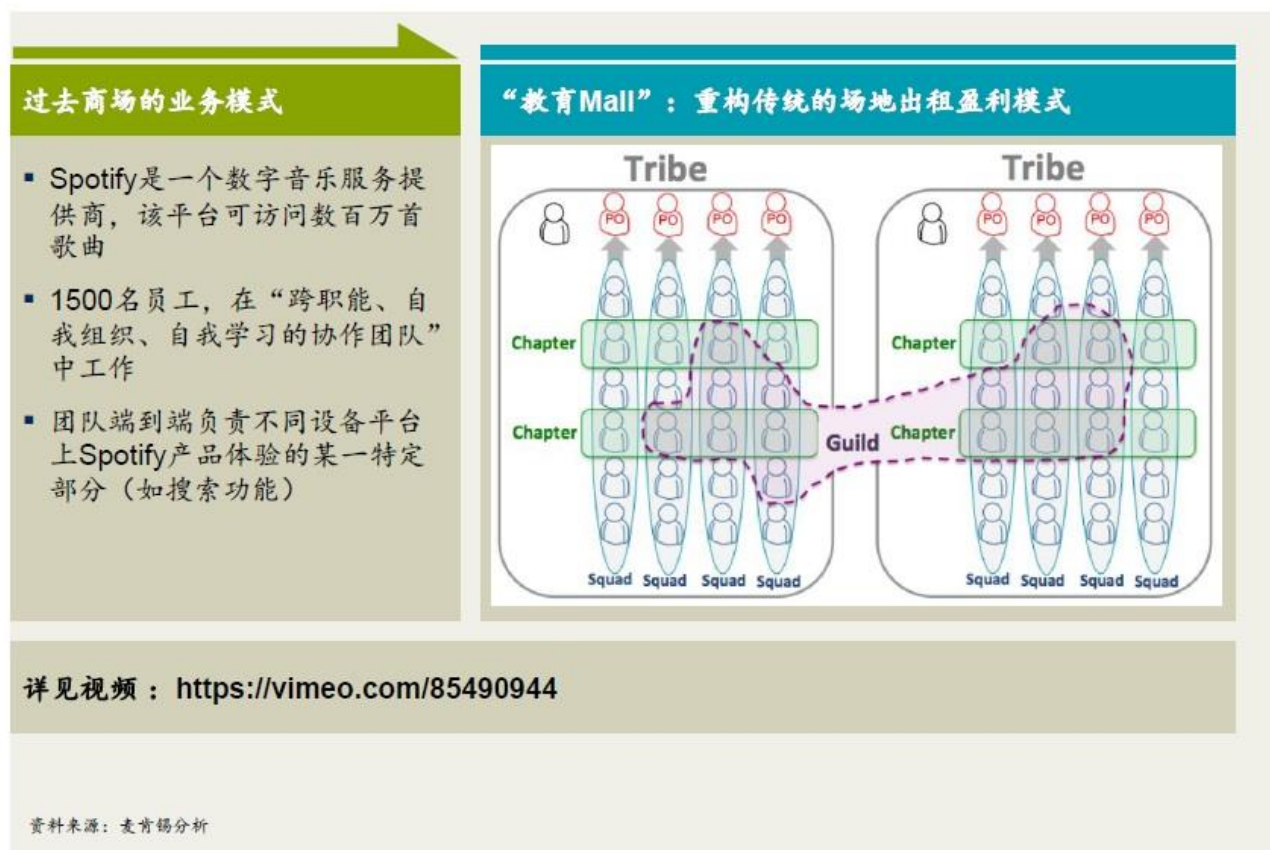 过去商场的业务模式
▪ Spotify是一个数字音乐服务提
供商，该平台可访问数百万首
歌曲
▪ 1500名员工，在“跨职能、自
我组织、自我学习的协作团队”
中工作
▪ 团队端到端负责不同设备平台
上Spotify产品体验的某一特定
部分（如搜索功能）
“教育Mall”：重构传统的场地出租盈利模式
Tribe
PO PO PO PO
Chapter
Chapter
Squad Squad Squad Squad
Guild
Tribe
PO PO PO PO
Chapter
Chapter
Squad Squad Squad Squad
详见视频：https://vimeo.com/85490944
资料来源：麦肯锡分析